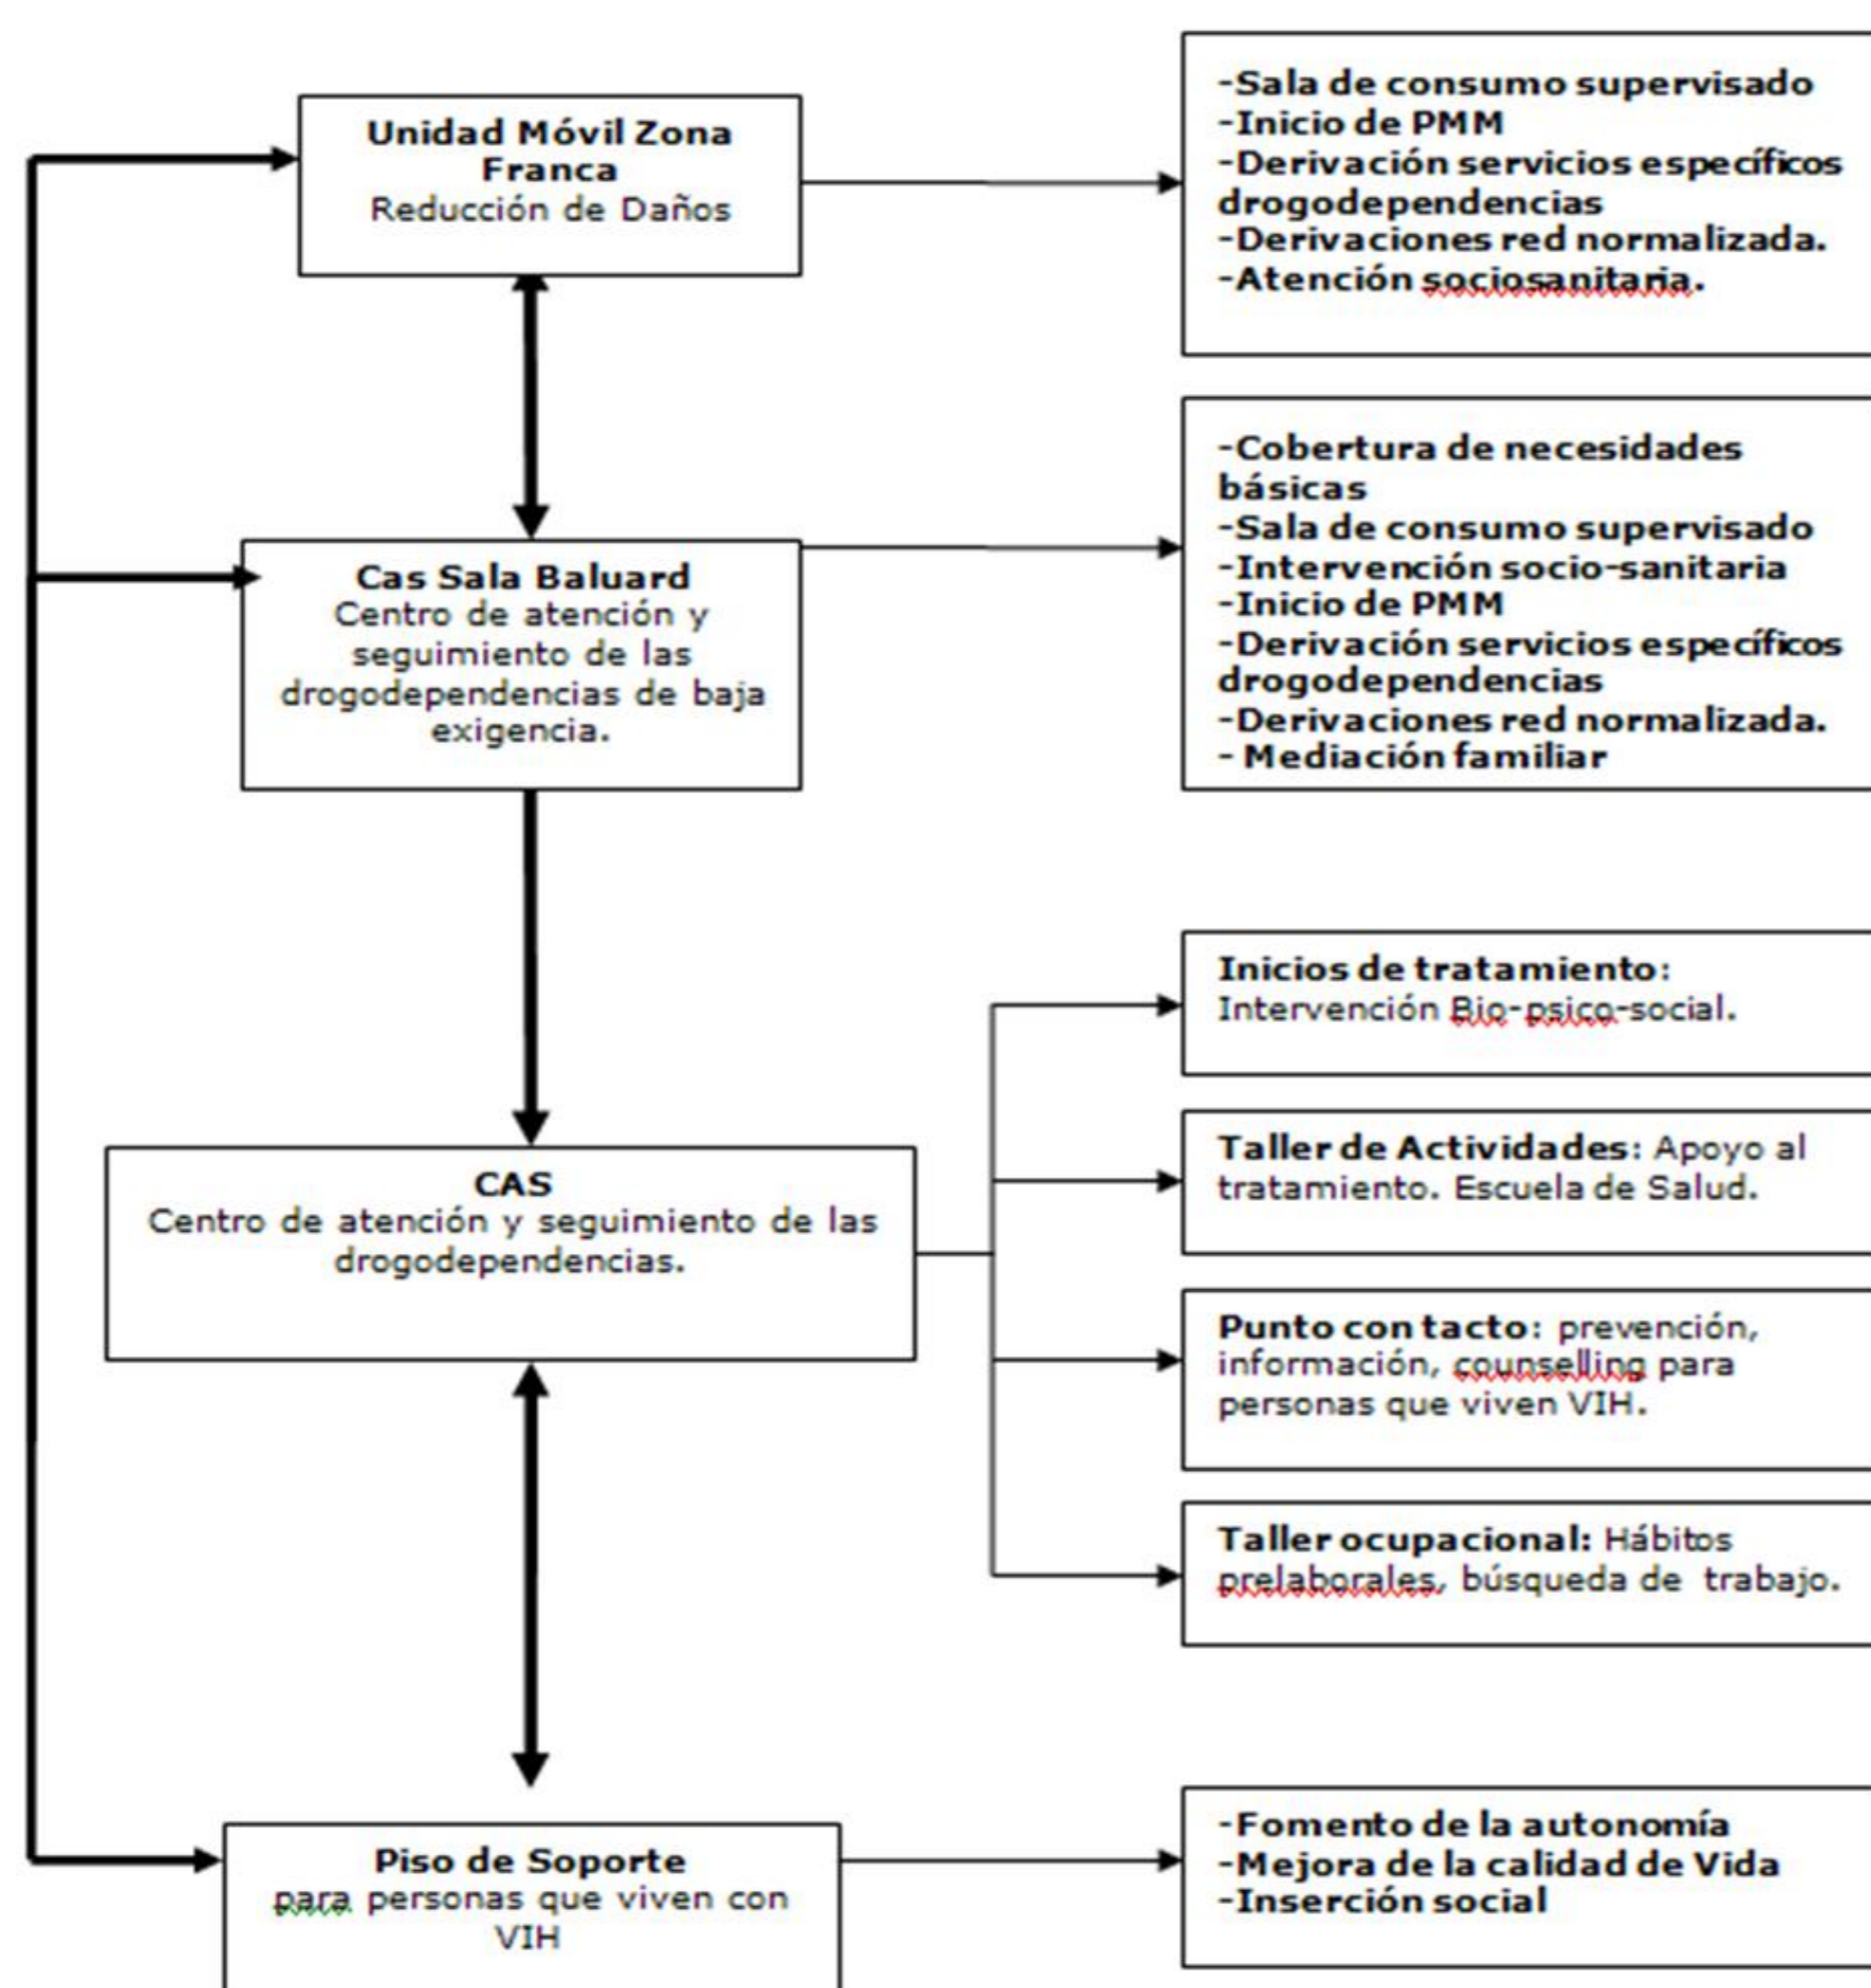 Unidad Móvil Zona
Franca
Reducción de Daños
-Sala de consumo supervisado
-Inicio de PMM
-Derivación servicios específicos
drogodependencias
-Derivaciones red normalizada.
-Atención sociosanitaria.
Cas Sala Baluard
Centro de atención y
seguimiento de las
drogodependencias de baja
exigencia.
-Cobertura de necesidades
básicas
-Sala de consumo supervisado
-Intervención socio-sanitaria
-Inicio de PMM
-Derivación servicios específicos
drogodependencias
-Derivaciones red normalizada.
- Mediación familiar
CAS
Centro de atención y seguimiento de las
drogodependencias.
Inicios de tratamiento:
Intervención Bio-psico-social.
Taller de Actividades: Apoyo al
tratamiento. Escuela de Salud.
Punto con tacto: prevención,
información, counselling para
personas que viven VIH.
Taller ocupacional: Hábitos
prelaborales, búsqueda de trabajo.
Piso de Soporte
para personas que viven con
VIH
-Fomento de la autonomía
-Mejora de la calidad de Vida
-Inserción social